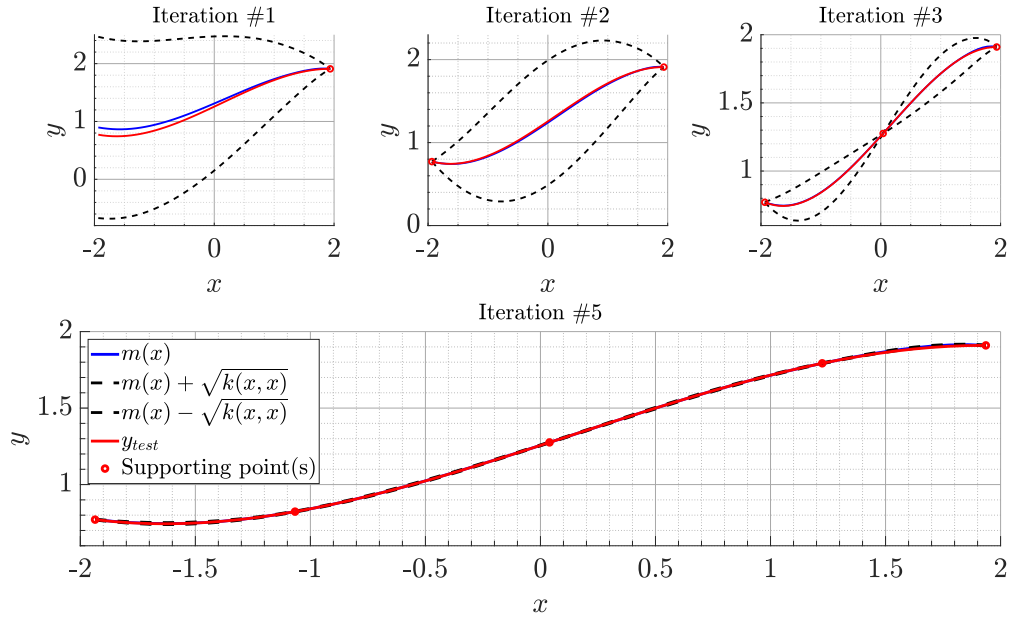 Iteration #1
Iteration #2
Iteration #3
2
1
0
y
-2
0
2
x
2
1
0
y
-2
0
2
x
2
1.5
1
y
-2
0
2
x
Iteration #5
2
1.5
1
y
m(x)
m(x) + √k(x, x)
m(x) − √k(x, x)
y_test
Supporting point(s)
-2
-1.5
-1
-0.5
0
0.5
1
1.5
2
x